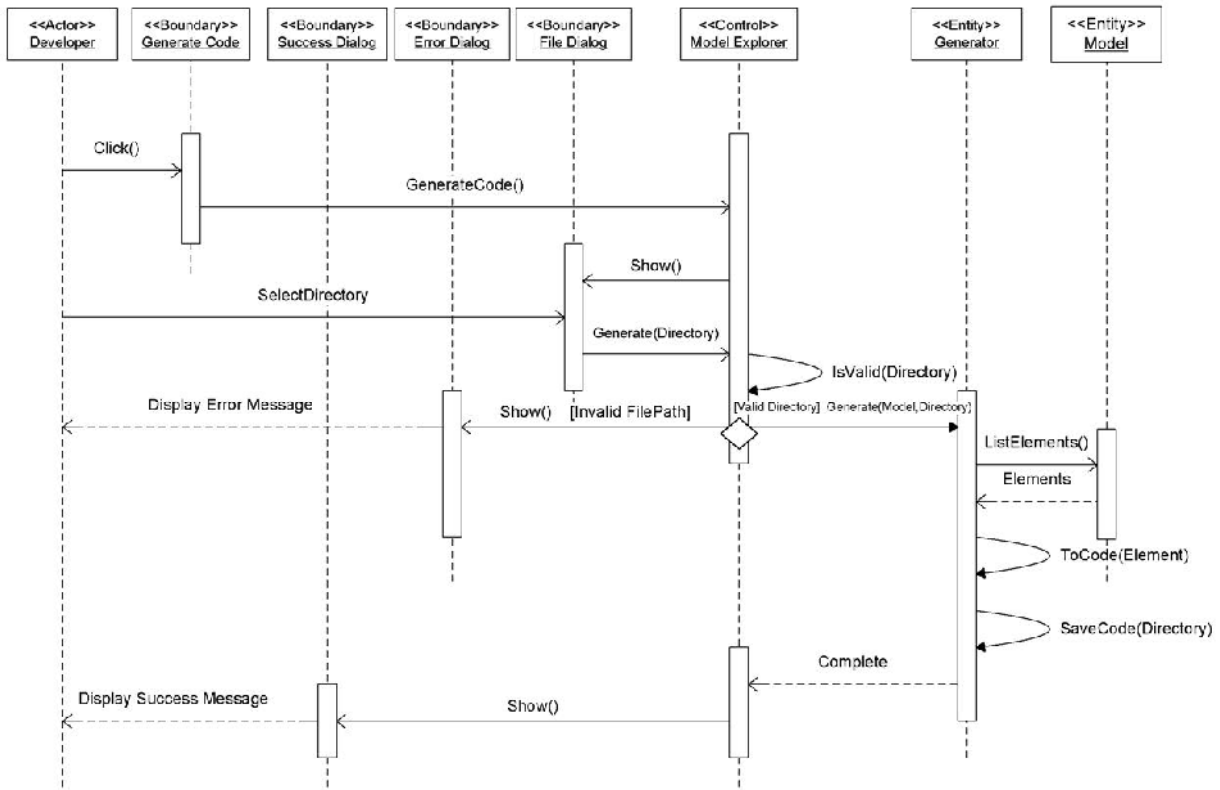 <<Actor>>
Developer
<<Boundary>>
Generate Code
<<Boundary>>
Success Dialog
<<Boundary>>
Error Dialog
<<Boundary>>
File Dialog
<<Control>>
Model Explorer
<<Entity>>
Generator
<<Entity>>
Model
Click()
GenerateCode()
Show()
SelectDirectory
Generate(Directory)
IsValid(Directory)
Display Error Message
Show() [Invalid FilePath]
[Valid Directory] Generate(Model,Directory)
ListElements()
Elements
ToCode(Element)
SaveCode(Directory)
Complete
Display Success Message
Show()